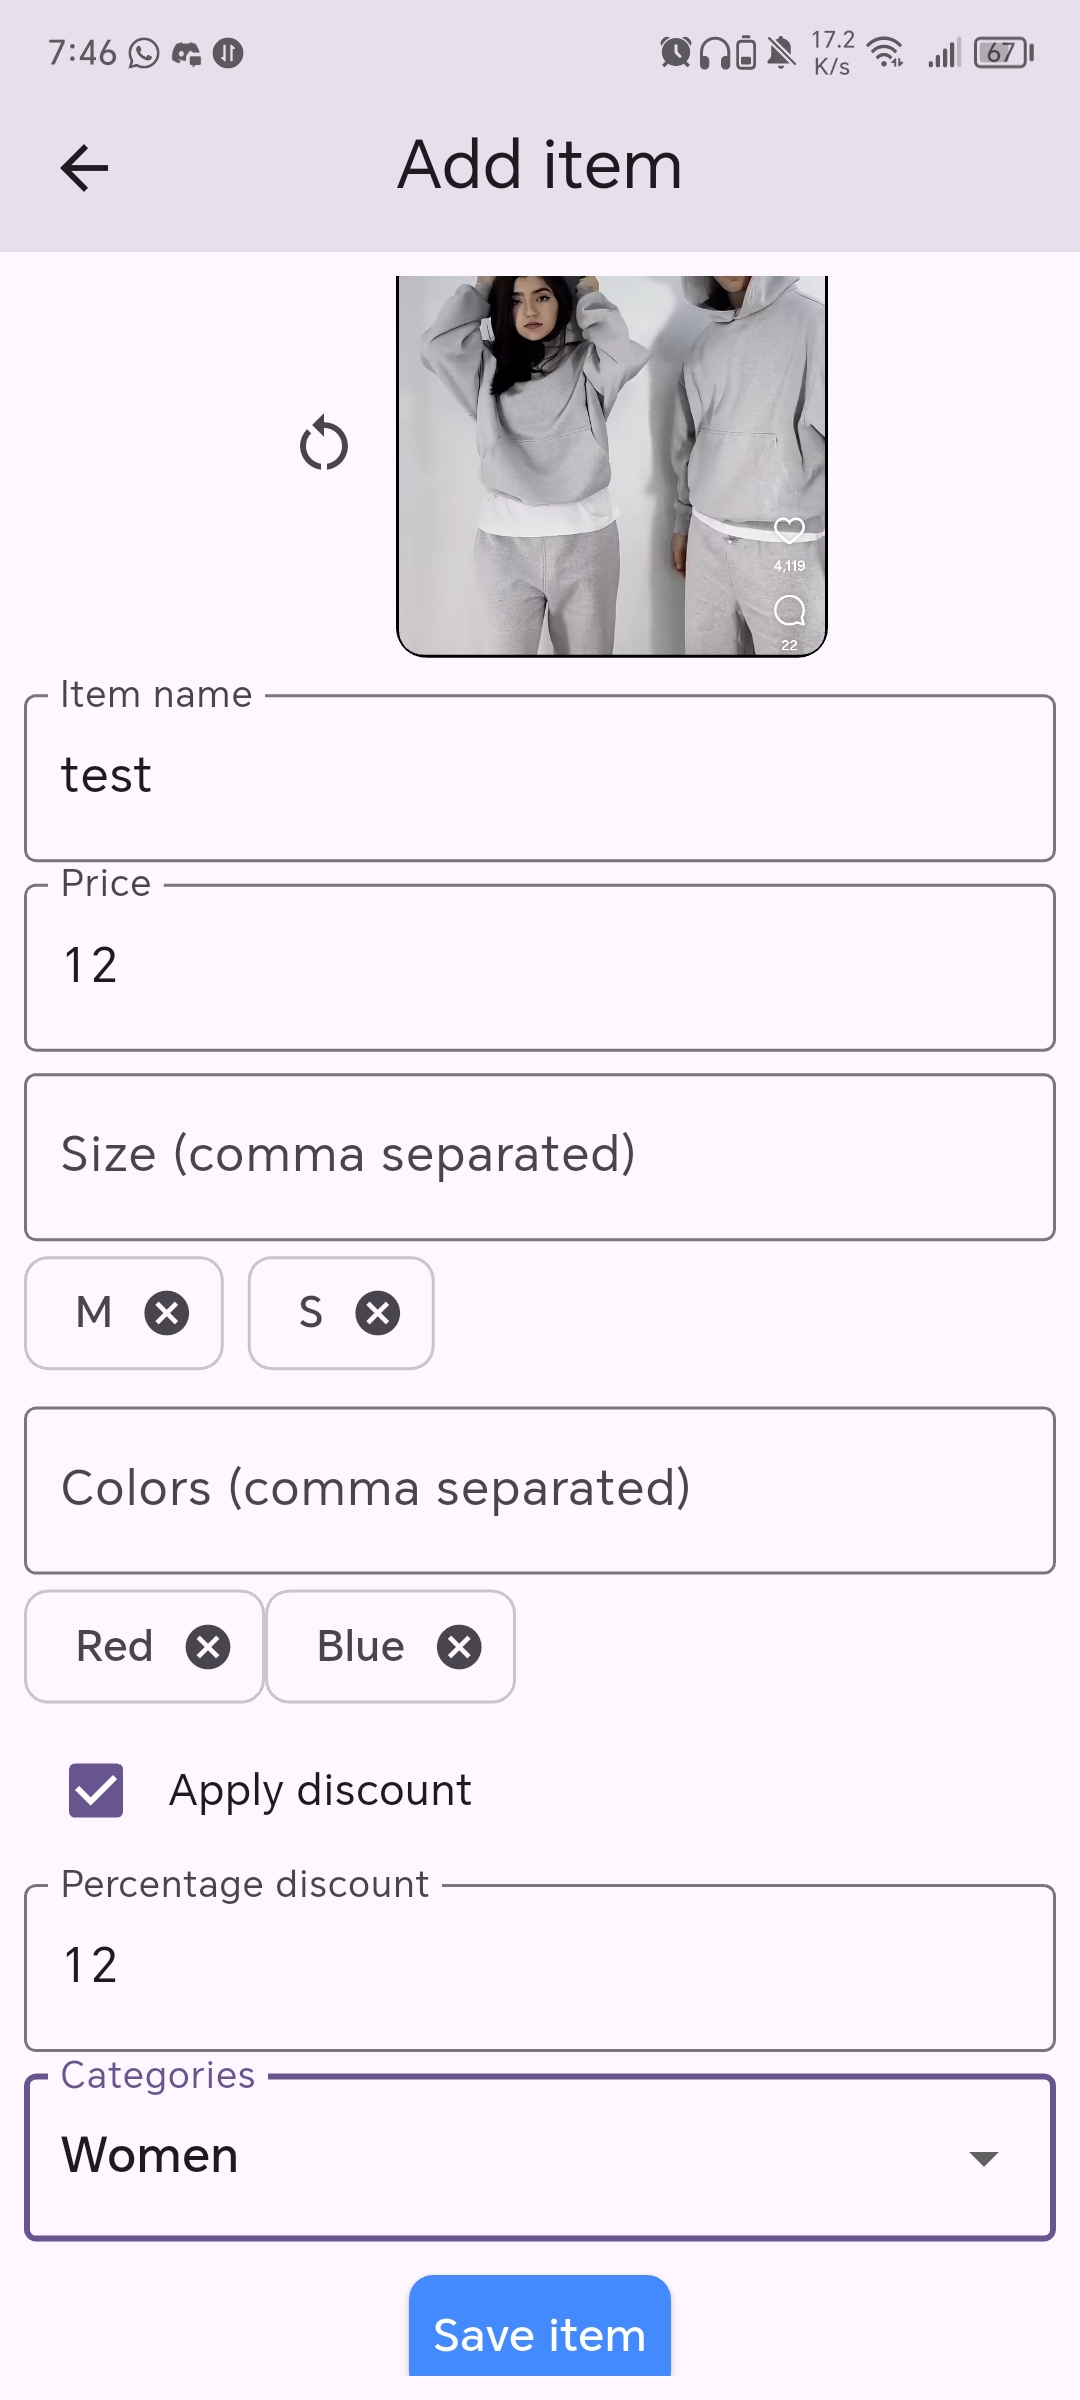 7:46
17.2
K/s
67
Add item
4,119
22
Item name
test
Price
12
Size (comma separated)
M
S
Colors (comma separated)
Red
Blue
Apply discount
Percentage discount
12
Categories
Women
Save item